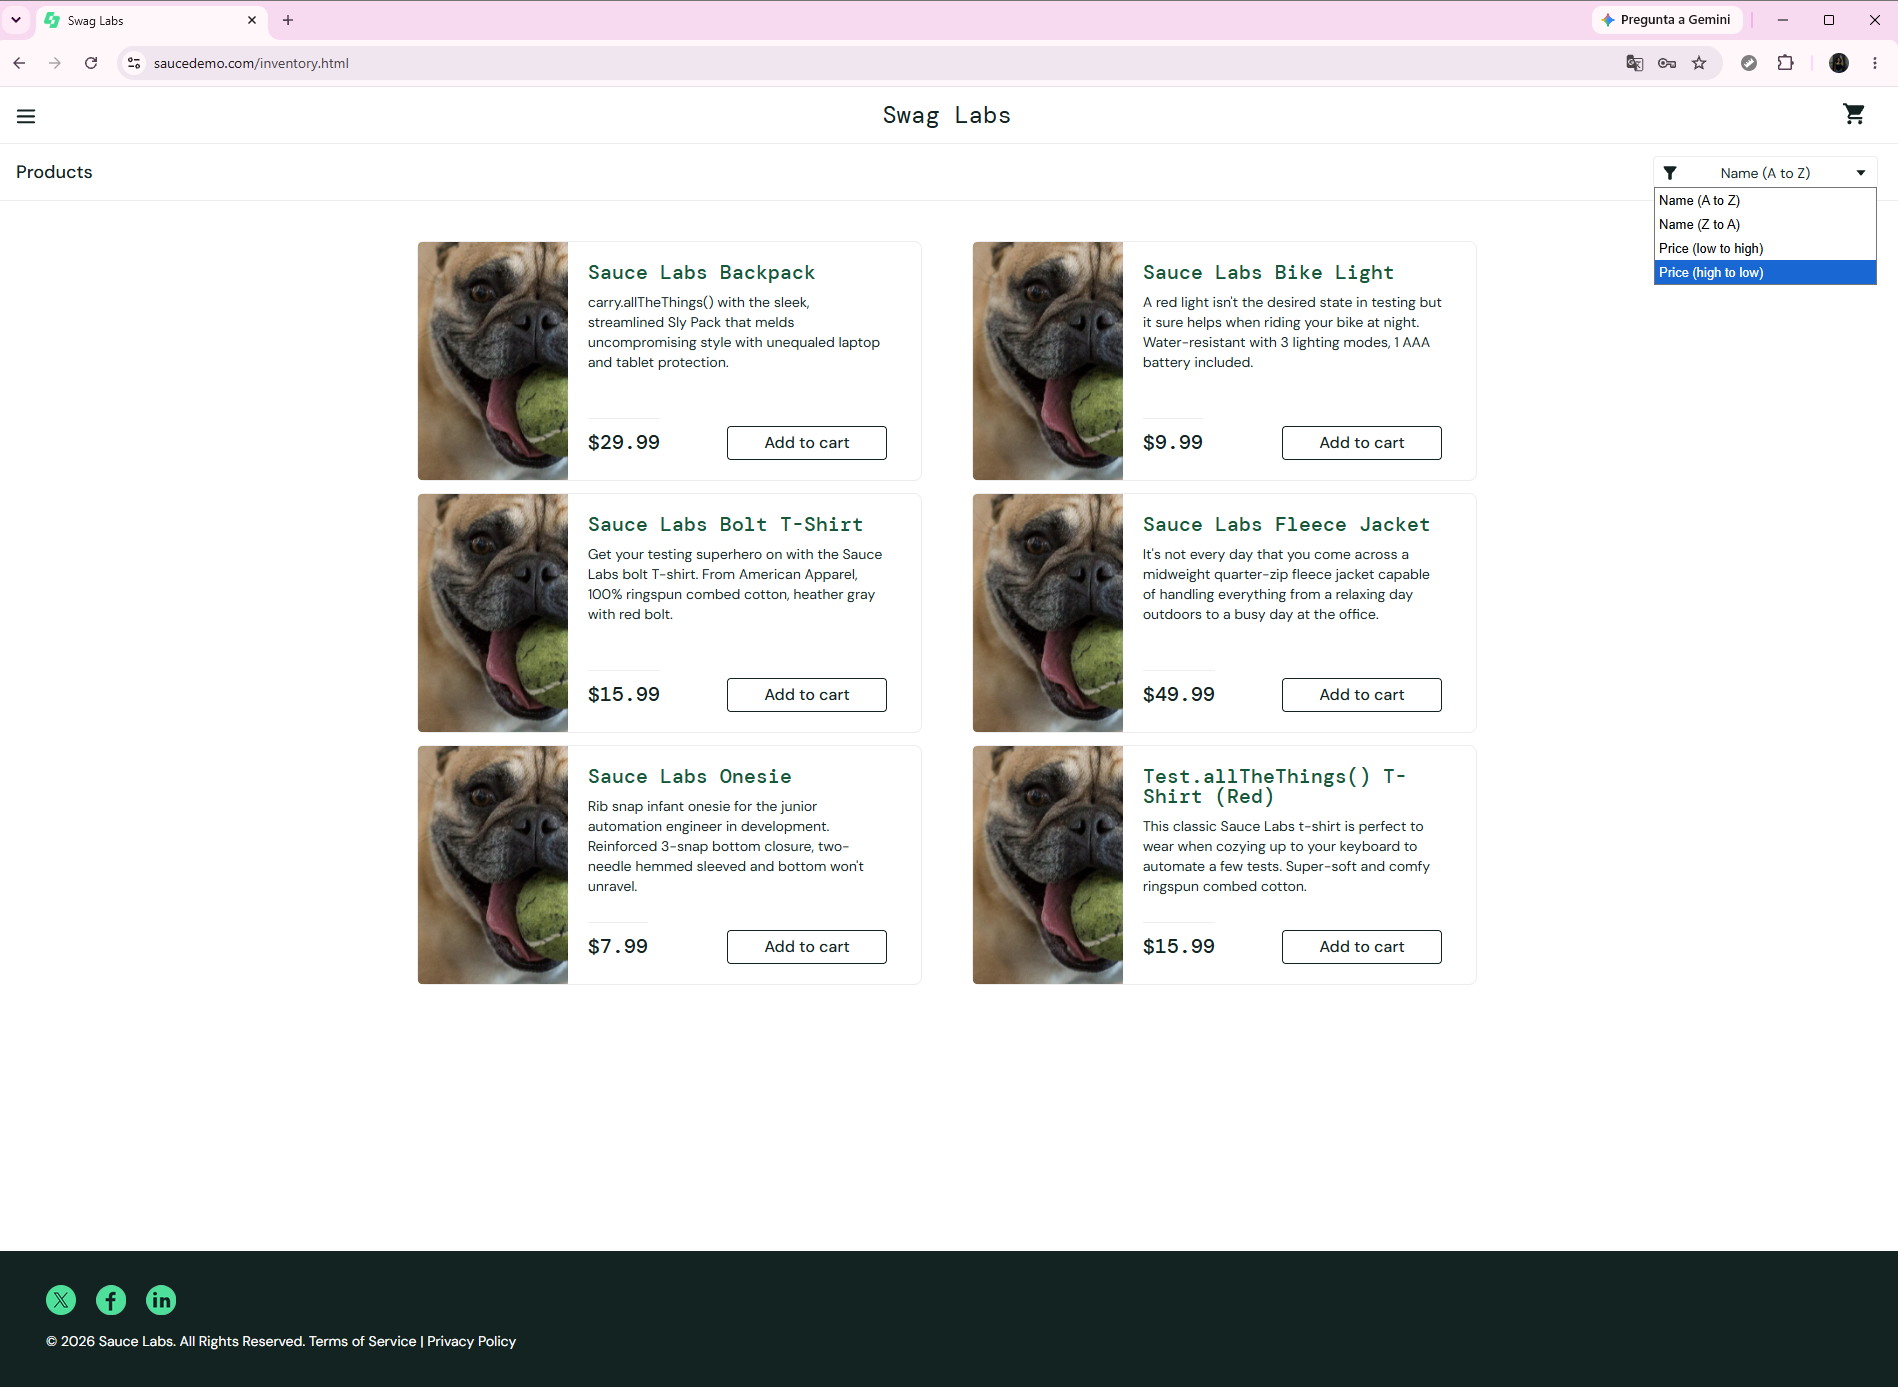 Swag Labs
Pregunta a Gemini
saucedemo.com/inventory.html
Swag Labs
Products
Name (A to Z)
Name (A to Z)
Name (Z to A)
Price (low to high)
Price (high to low)
Sauce Labs Backpack
carry.allTheThings() with the sleek,
streamlined Sly Pack that melds
uncompromising style with unequaled laptop
and tablet protection.
$29.99
Add to cart
Sauce Labs Bike Light
A red light isn't the desired state in testing but
it sure helps when riding your bike at night.
Water-resistant with 3 lighting modes, 1 AAA
battery included.
$9.99
Add to cart
Sauce Labs Bolt T-Shirt
Get your testing superhero on with the Sauce
Labs bolt T-shirt. From American Apparel,
100% ringspun combed cotton, heather gray
with red bolt.
$15.99
Add to cart
Sauce Labs Fleece Jacket
It's not every day that you come across a
midweight quarter-zip fleece jacket capable
of handling everything from a relaxing day
outdoors to a busy day at the office.
$49.99
Add to cart
Sauce Labs Onesie
Rib snap infant onesie for the junior
automation engineer in development.
Reinforced 3-snap bottom closure, two-
needle hemmed sleeved and bottom won't
unravel.
$7.99
Add to cart
Test.allTheThings() T-
Shirt (Red)
This classic Sauce Labs t-shirt is perfect to
wear when cozying up to your keyboard to
automate a few tests. Super-soft and comfy
ringspun combed cotton.
$15.99
Add to cart
© 2026 Sauce Labs. All Rights Reserved. Terms of Service | Privacy Policy